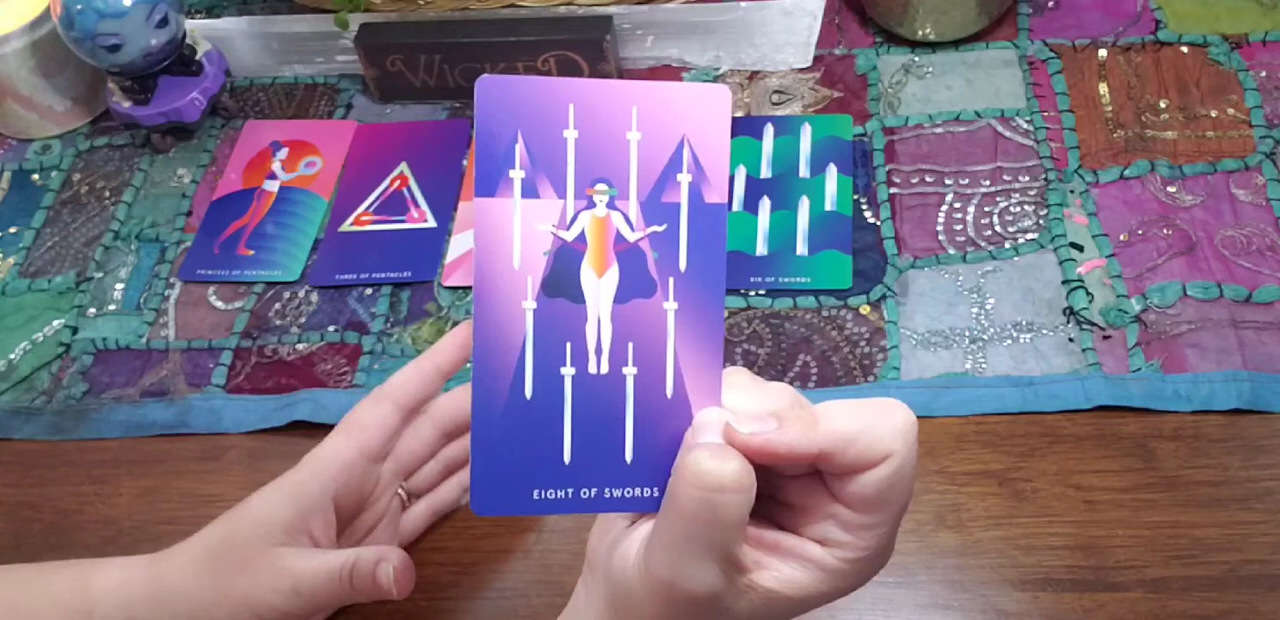 WICKED
PRINCESS OF PENTACLES
THREE OF PENTACLES
SIX OF SWORDS
EIGHT OF SWORDS